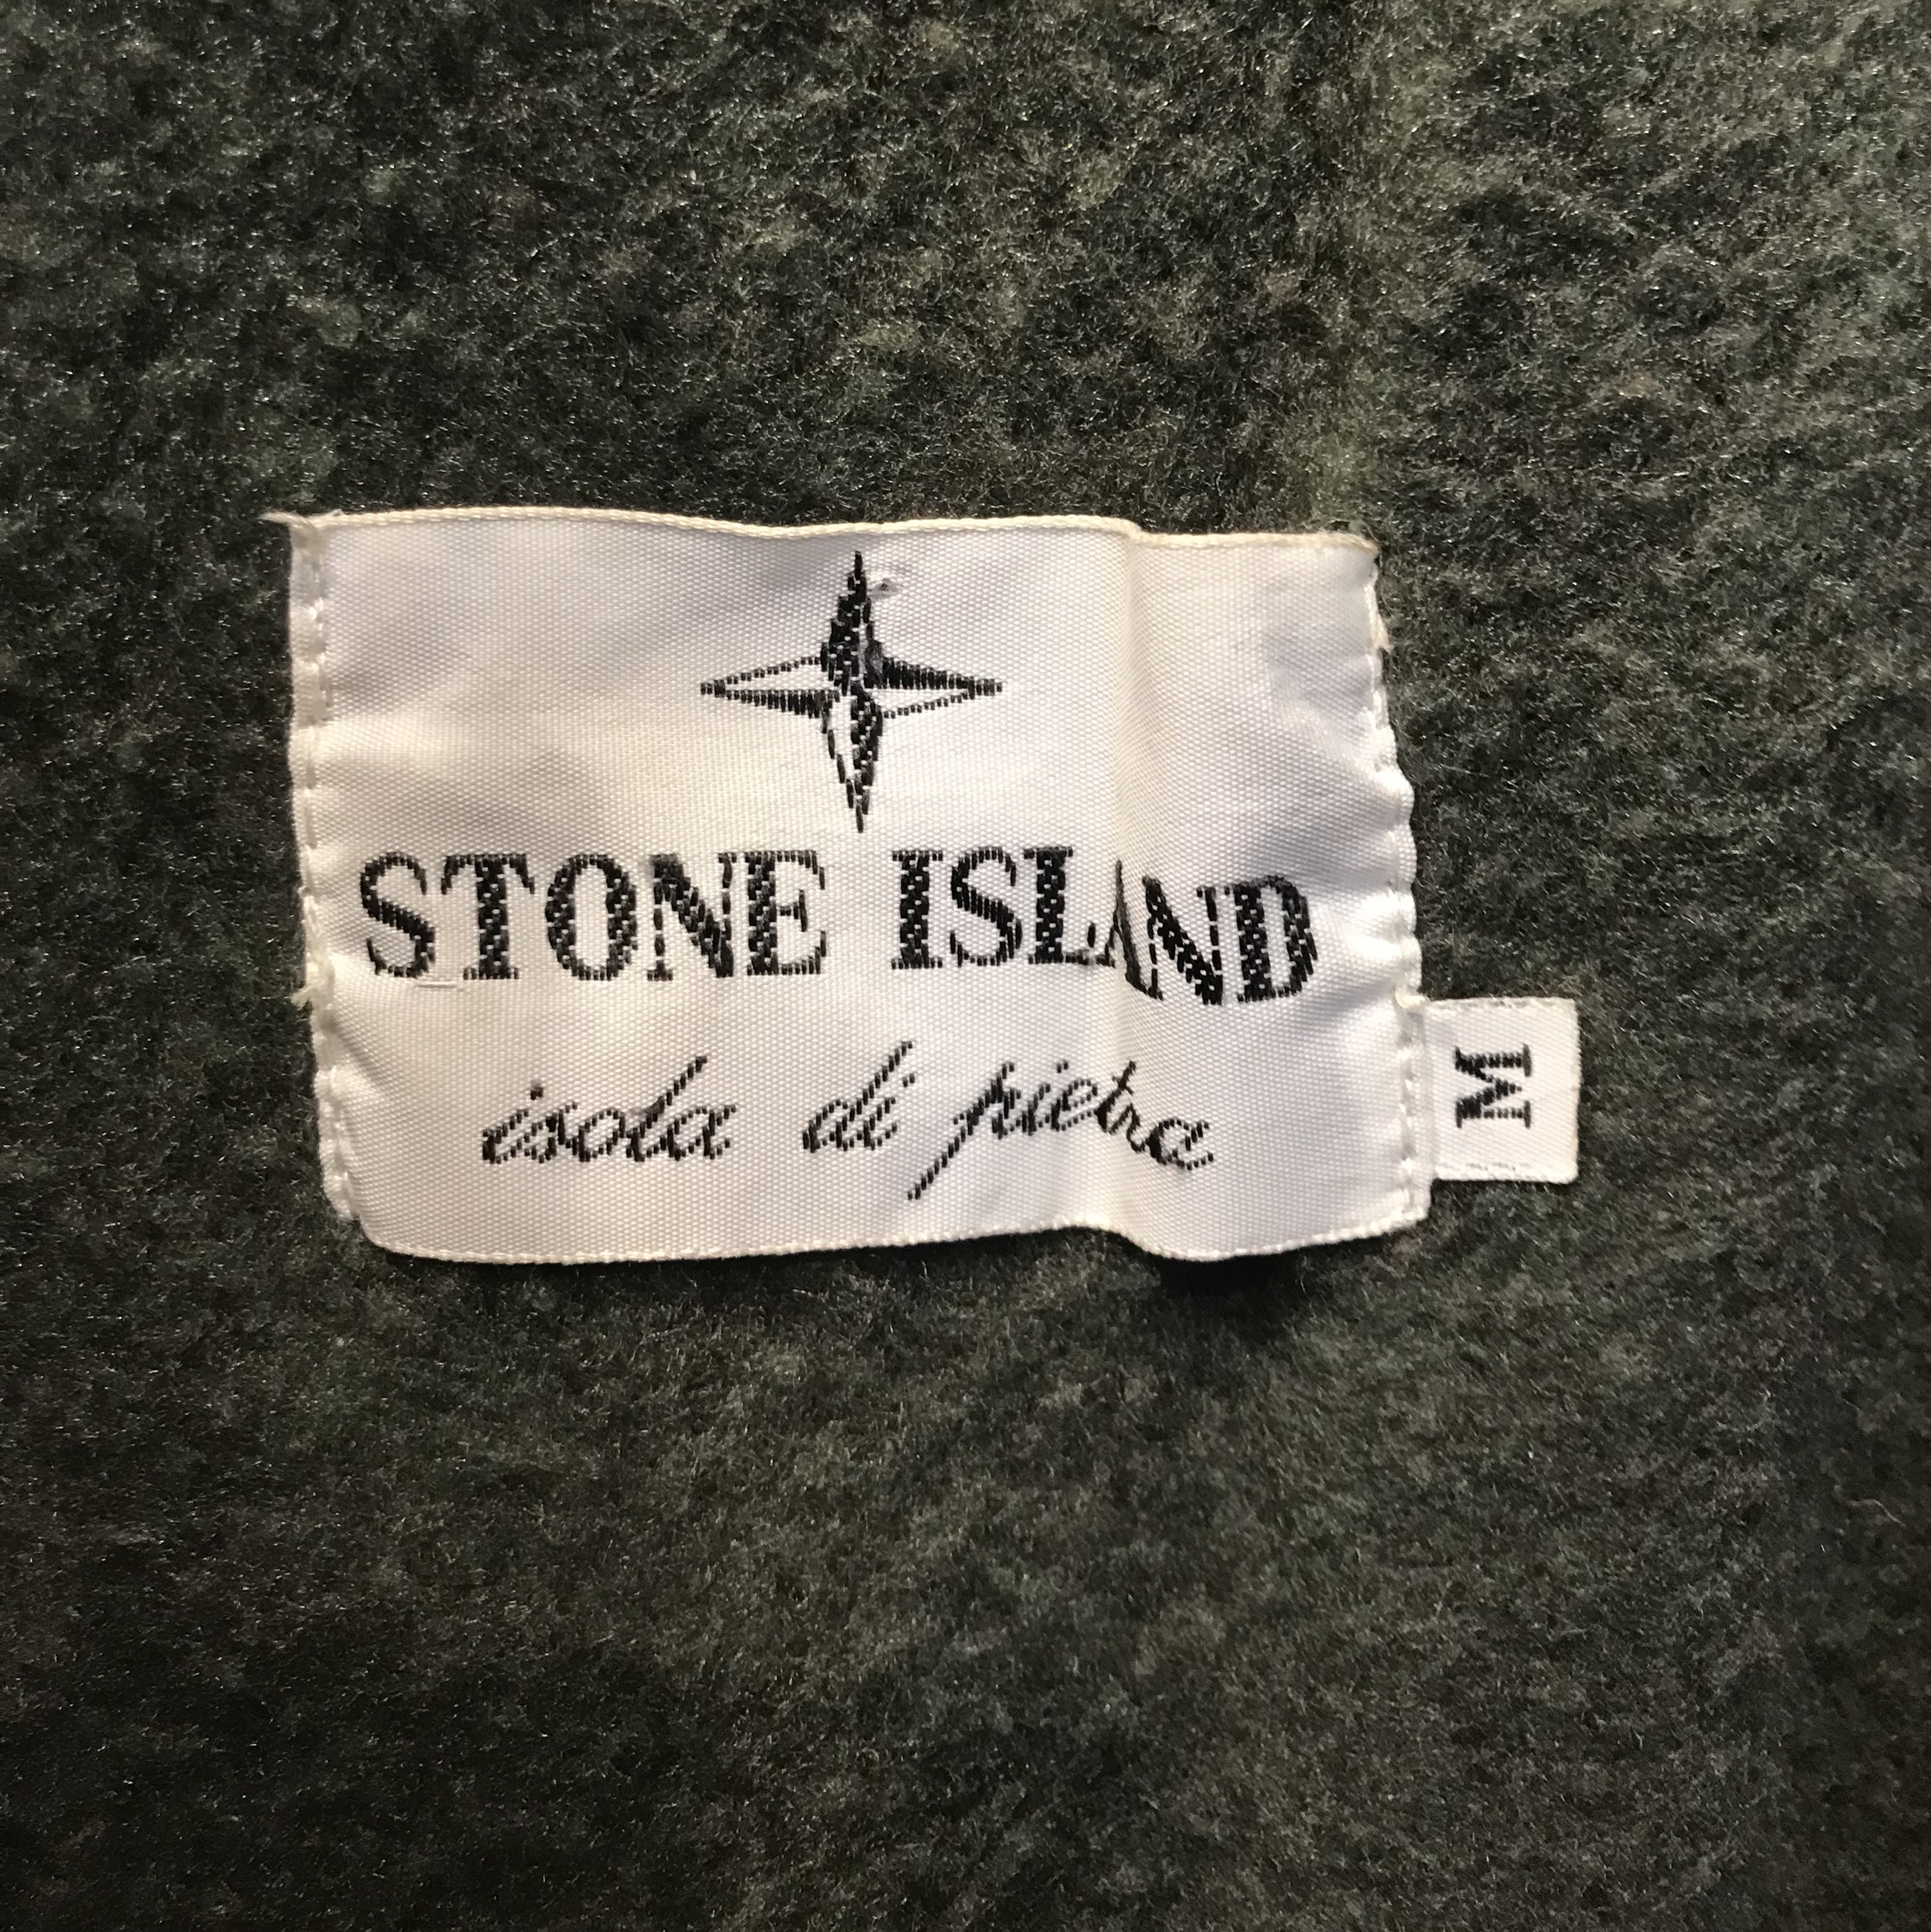 STONE ISLAND
isola di pietra
M